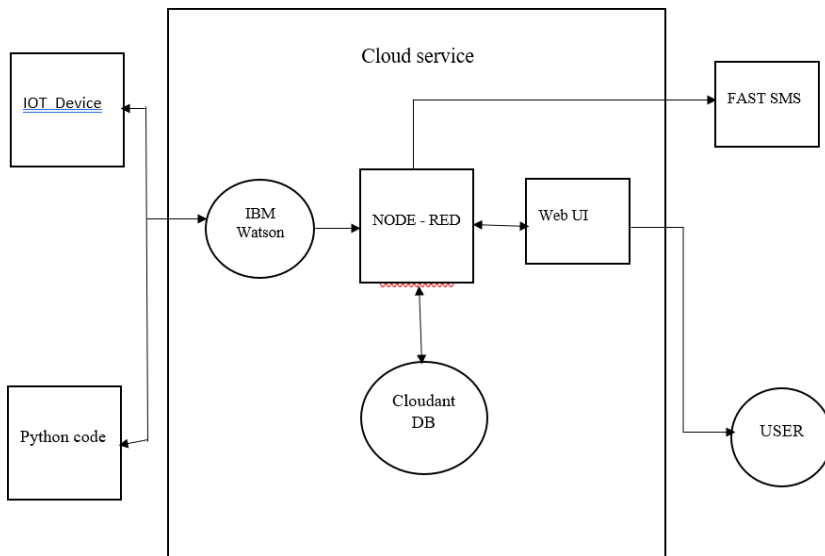 Cloud service
IOT Device
FAST SMS
IBM
Watson
NODE - RED
Web UI
Cloudant
DB
Python code
USER